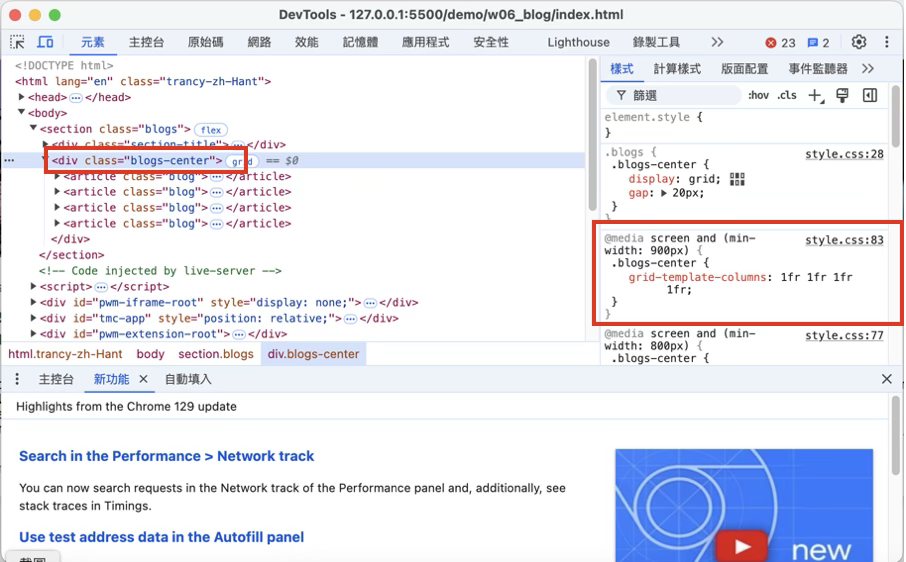 DevTools - 127.0.0.1:5500/demo/w06_blog/index.html
元素 主控台 原始碼 網路 效能 記憶體 應用程式 安全性 Lighthouse 錄製工具 23 2
<!DOCTYPE html>
<html lang="en" class="trancy-zh-Hant">
<head> </head>
<body>
<section class="blogs"> flex
<div class="section-title"> </div>
<div class="blogs-center"> grid == $0
<article class="blog"> </article>
<article class="blog"> </article>
<article class="blog"> </article>
<article class="blog"> </article>
</div>
</section>
<!-- Code injected by live-server -->
<script> </script>
<div id="pwm-iframe-root" style="display: none;"> </div>
<div id="tmc-app" style="position: relative;"> </div>
<div id="pwm-extension-root"> </div>
html.trancy-zh-Hant body section.blogs div.blogs-center
樣式 計算樣式 版面配置 事件監聽器
篩選 :hov .cls
element.style {
}
.blogs { style.css:28
.blogs-center {
display: grid;
gap: 20px;
}
}
@media screen and (min- style.css:83
width: 900px) {
.blogs-center {
grid-template-columns: 1fr 1fr 1fr
1fr;
}
}
@media screen and (min- style.css:77
width: 800px) {
.blogs-center {
主控台 新功能 自動填入
Highlights from the Chrome 129 update
Search in the Performance > Network track
You can now search requests in the Network track of the Performance panel and, additionally, see
stack traces in Timings.
Use test address data in the Autofill panel
new